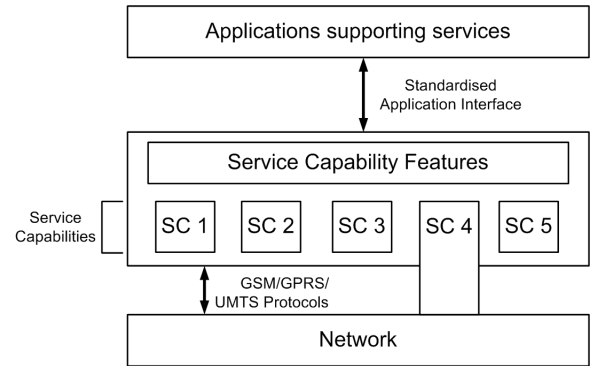 Applications supporting services
Standardised
Application Interface
Service Capability Features
Service
Capabilities
SC 1 SC 2 SC 3 SC 4 SC 5
GSM/GPRS/
UMTS Protocols
Network